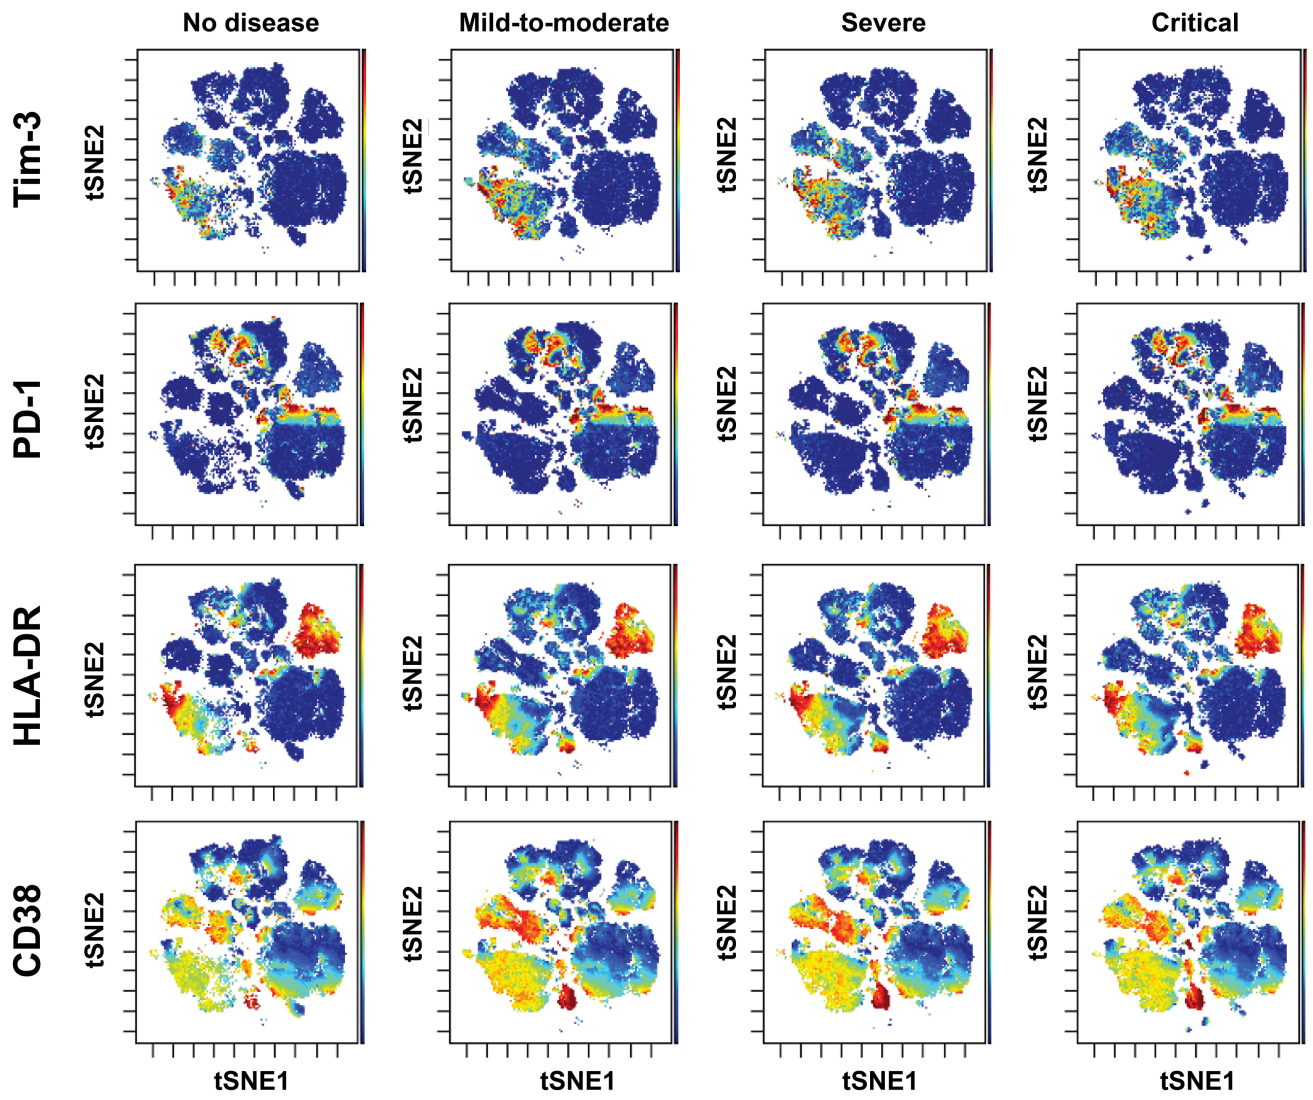 No disease Mild-to-moderate Severe Critical
Tim-3 tSNE2 tSNE2 tSNE2 tSNE2
PD-1 tSNE2 tSNE2 tSNE2 tSNE2
HLA-DR tSNE2 tSNE2 tSNE2 tSNE2
CD38 tSNE2 tSNE2 tSNE2 tSNE2
tSNE1 tSNE1 tSNE1 tSNE1